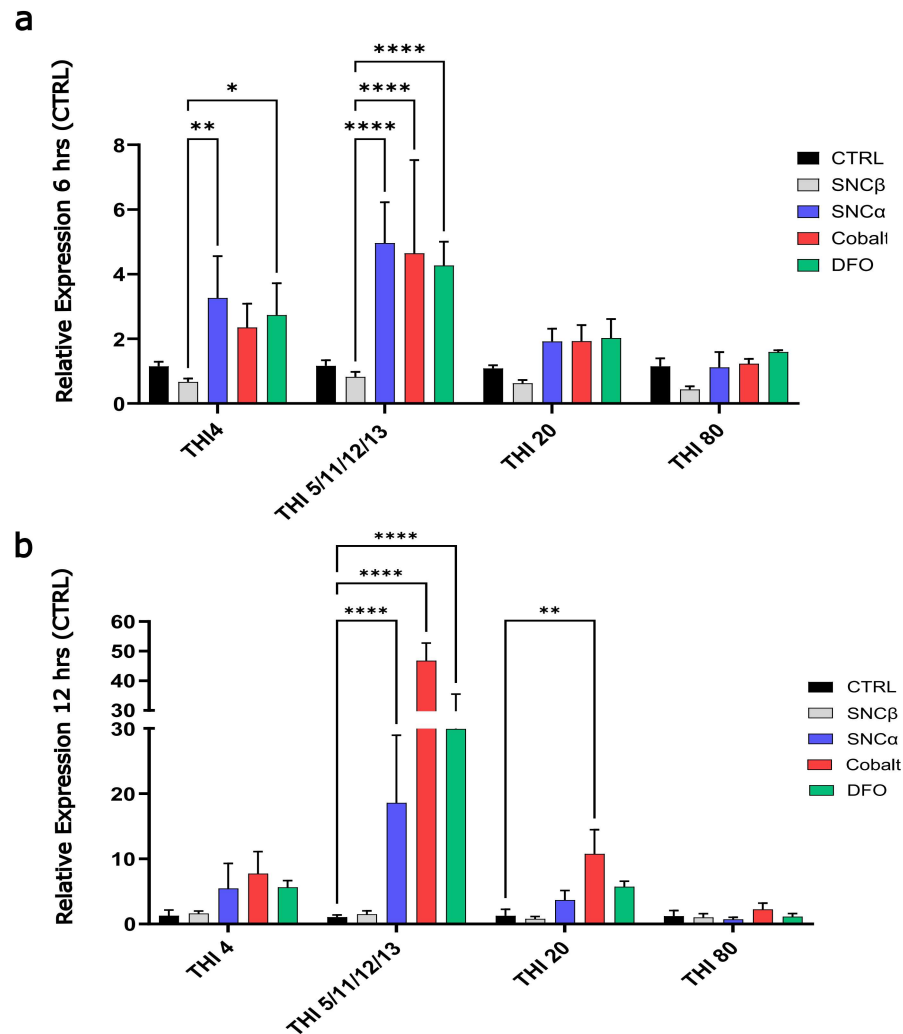 a
Relative Expression 6 hrs (CTRL)
****
*
****
**
****
8
6
4
2
0
THI4
THI 5/11/12/13
THI 20
THI 80
CTRL
SNCβ
SNCα
Cobalt
DFO
b
Relative Expression 12 hrs (CTRL)
****
****
****
**
60
50
40
30
30
20
10
0
THI 4
THI 5/11/12/13
THI 20
THI 80
CTRL
SNCβ
SNCα
Cobalt
DFO